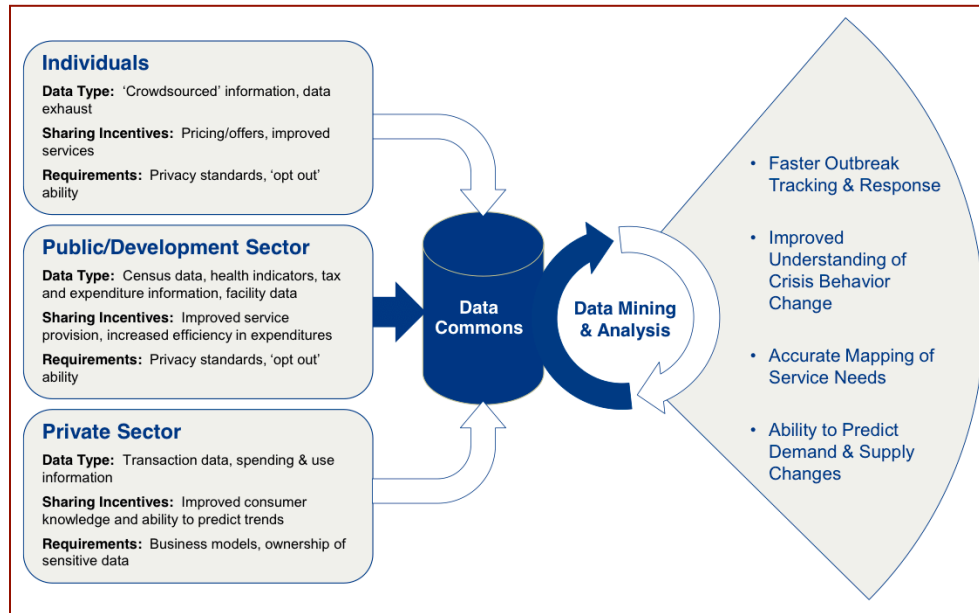 Individuals
Data Type: ‘Crowdsourced’ information, data
exhaust
Sharing Incentives: Pricing/offers, improved
services
Requirements: Privacy standards, ‘opt out’
ability
Public/Development Sector
Data Type: Census data, health indicators, tax
and expenditure information, facility data
Sharing Incentives: Improved service
provision, increased efficiency in expenditures
Requirements: Privacy standards, ‘opt out’
ability
Private Sector
Data Type: Transaction data, spending & use
information
Sharing Incentives: Improved consumer
knowledge and ability to predict trends
Requirements: Business models, ownership of
sensitive data
Data
Commons
Data Mining
& Analysis
• Faster Outbreak
Tracking & Response
• Improved
Understanding of
Crisis Behavior
Change
• Accurate Mapping of
Service Needs
• Ability to Predict
Demand & Supply
Changes